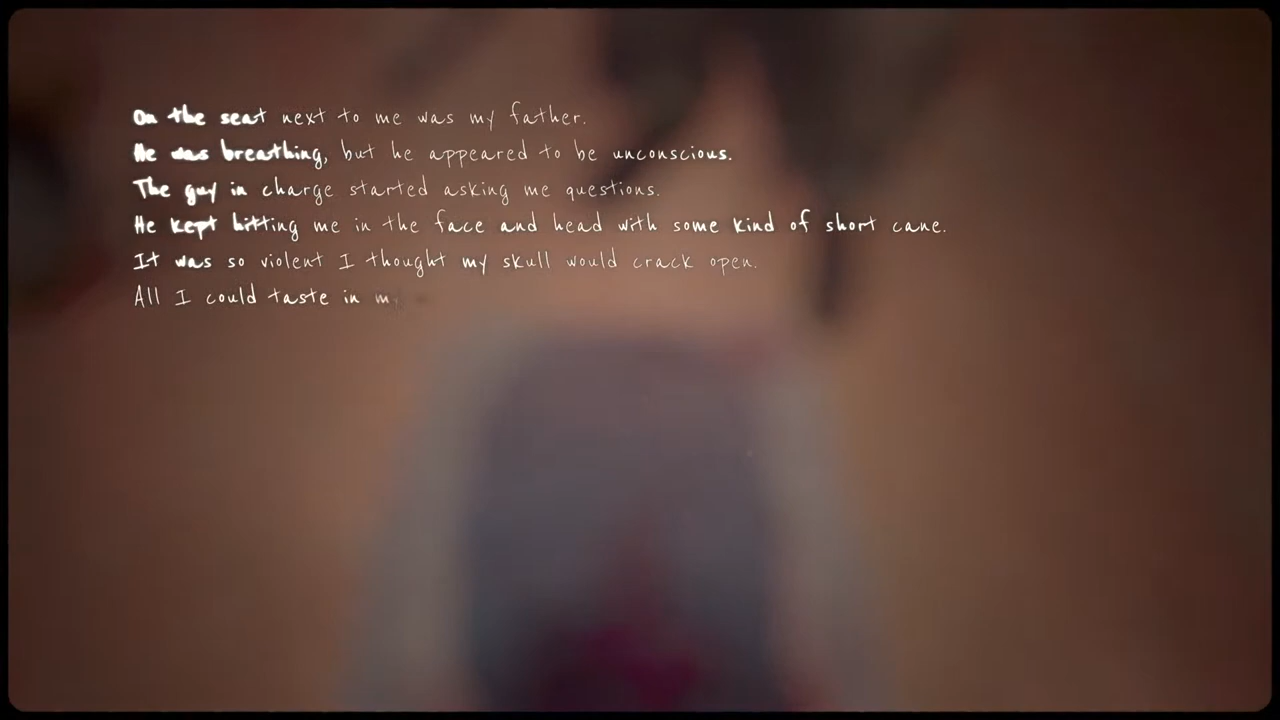 On the seat next to me was my father.
He was breathing, but he appeared to be unconscious.
The guy in charge started asking me questions.
He kept hitting me in the face and head with some kind of short cane.
It was so violent I thought my skull would crack open.
All I could taste in